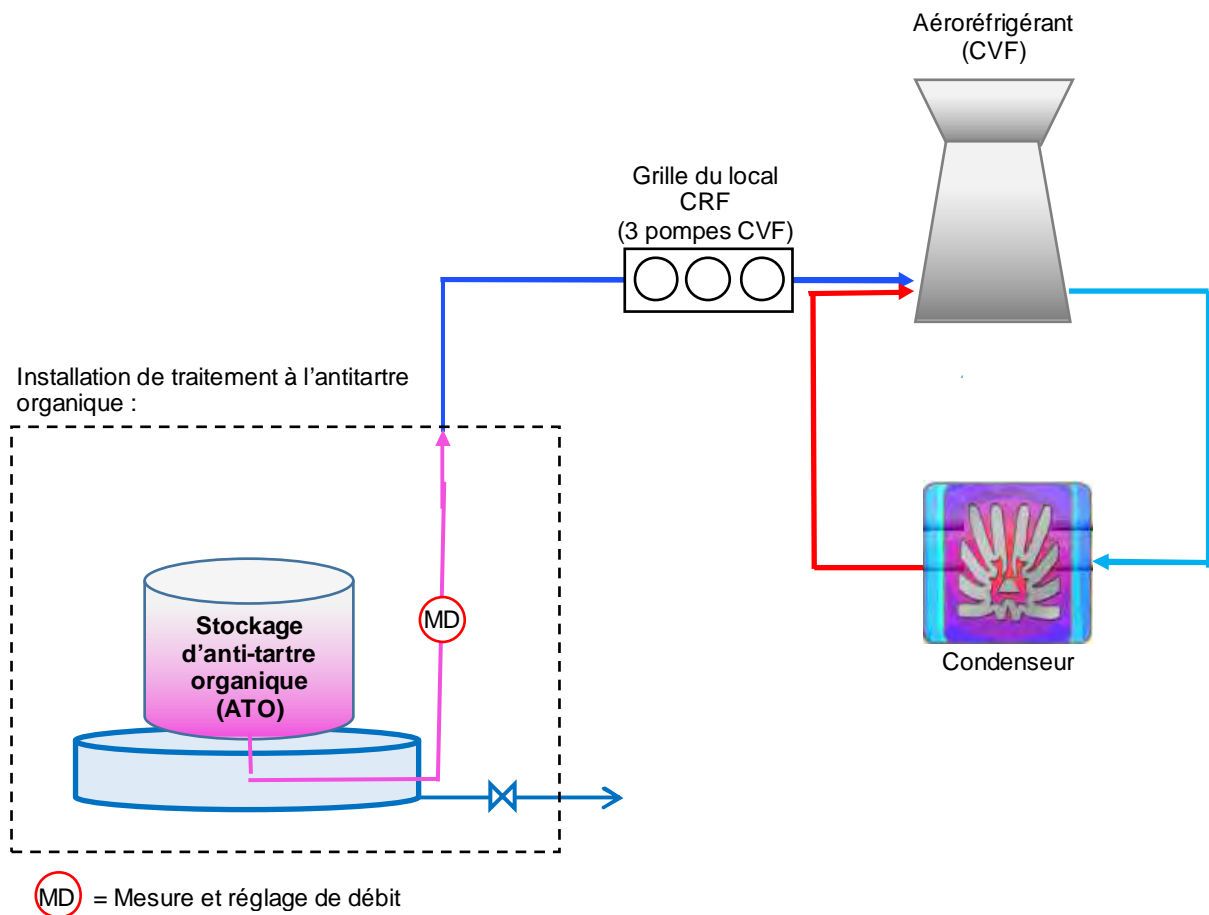 Aéroréfrigérant
(CVF)
Grille du local
CRF
(3 pompes CVF)
Installation de traitement à l'antitartre
organique :
MD
Stockage
d'anti-tartre
organique
(ATO)
Condenseur
MD = Mesure et réglage de débit